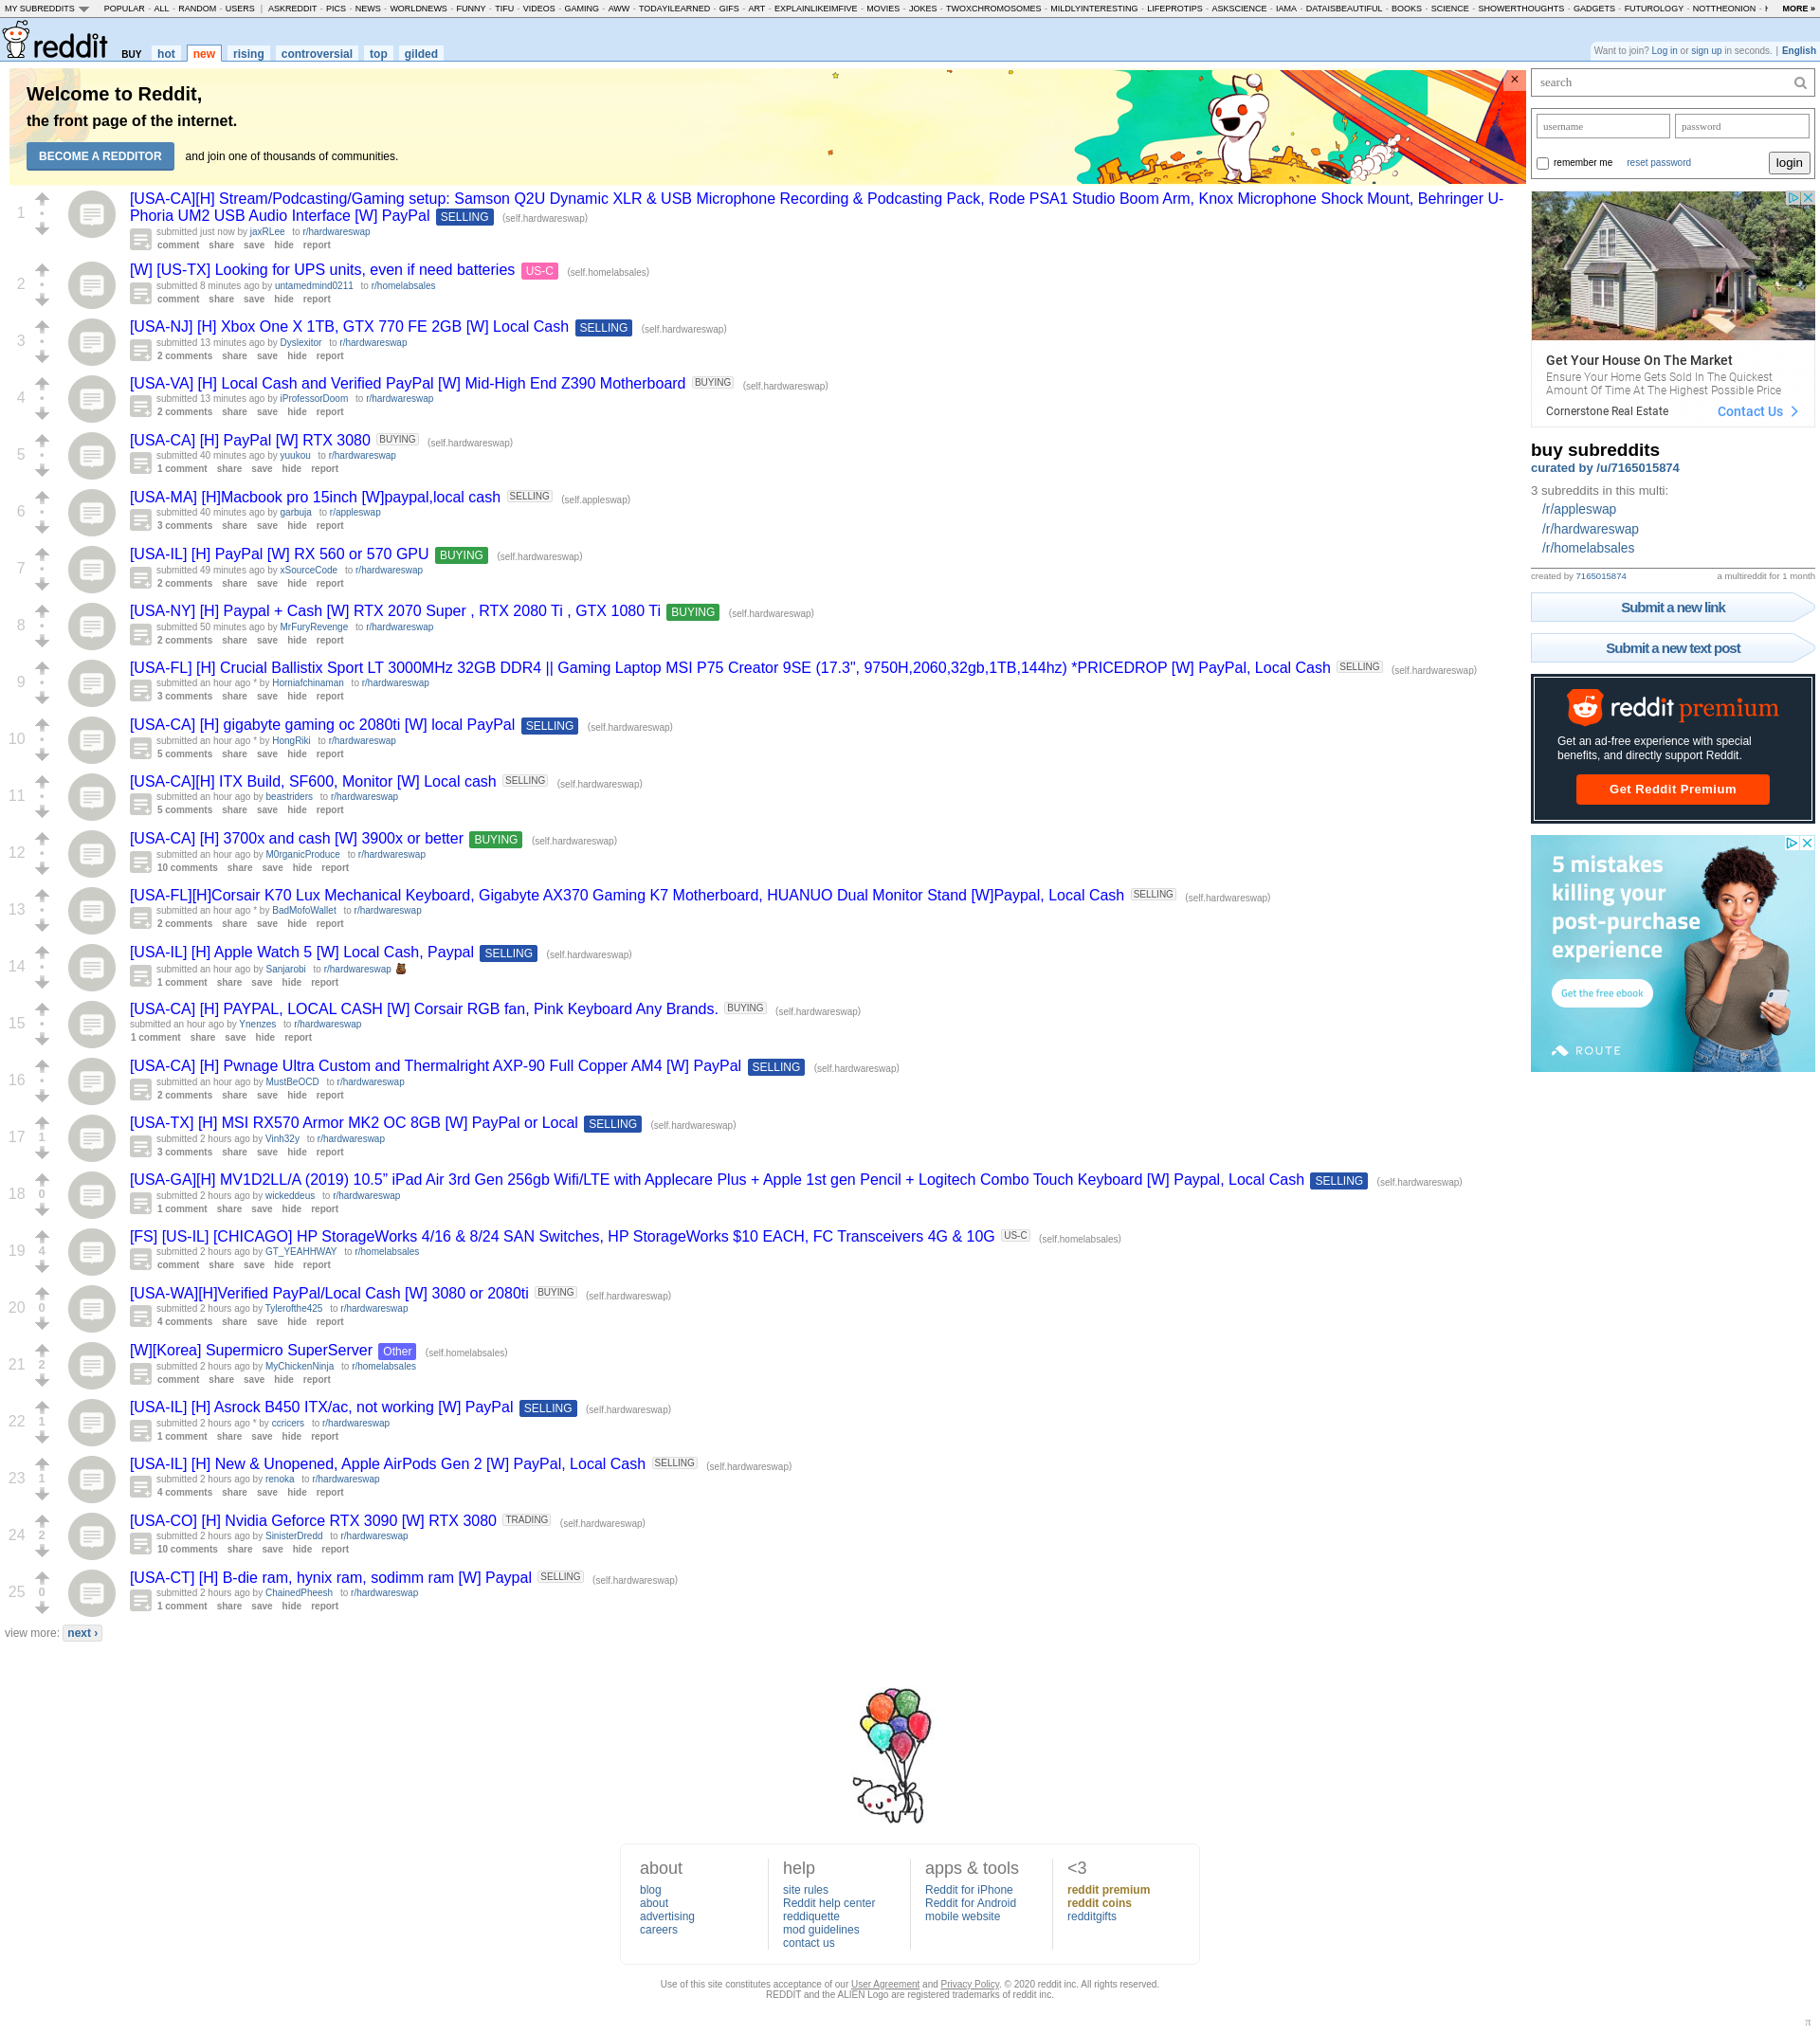 MY SUBREDDITS POPULAR - ALL - RANDOM - USERS | ASKREDDIT - PICS - NEWS - WORLDNEWS - FUNNY - TIFU - VIDEOS - GAMING - AWW - TODAYILEARNED - GIFS - ART - EXPLAINLIKEIMFIVE - MOVIES - JOKES - TWOXCHROMOSOMES - MILDLYINTERESTING - LIFEPROTIPS - ASKSCIENCE - IAMA - DATAISBEAUTIFUL - BOOKS - SCIENCE - SHOWERTHOUGHTS - GADGETS - FUTUROLOGY - NOTTHEONION - MORE »
reddit BUY hot new rising controversial top gilded
Want to join? Log in or sign up in seconds. | English
Welcome to Reddit,
the front page of the internet.
BECOME A REDDITOR and join one of thousands of communities.
×
1
[USA-CA][H] Stream/Podcasting/Gaming setup: Samson Q2U Dynamic XLR & USB Microphone Recording & Podcasting Pack, Rode PSA1 Studio Boom Arm, Knox Microphone Shock Mount, Behringer U-
Phoria UM2 USB Audio Interface [W] PayPal SELLING (self.hardwareswap)
submitted just now by jaxRLee to r/hardwareswap
comment share save hide report
2
[W] [US-TX] Looking for UPS units, even if need batteries US-C (self.homelabsales)
submitted 8 minutes ago by untamedmind0211 to r/homelabsales
comment share save hide report
3
[USA-NJ] [H] Xbox One X 1TB, GTX 770 FE 2GB [W] Local Cash SELLING (self.hardwareswap)
submitted 13 minutes ago by Dyslexitor to r/hardwareswap
2 comments share save hide report
4
[USA-VA] [H] Local Cash and Verified PayPal [W] Mid-High End Z390 Motherboard BUYING (self.hardwareswap)
submitted 13 minutes ago by iProfessorDoom to r/hardwareswap
2 comments share save hide report
5
[USA-CA] [H] PayPal [W] RTX 3080 BUYING (self.hardwareswap)
submitted 40 minutes ago by yuukou to r/hardwareswap
1 comment share save hide report
6
[USA-MA] [H]Macbook pro 15inch [W]paypal,local cash SELLING (self.appleswap)
submitted 40 minutes ago by garbuja to r/appleswap
3 comments share save hide report
7
[USA-IL] [H] PayPal [W] RX 560 or 570 GPU BUYING (self.hardwareswap)
submitted 49 minutes ago by xSourceCode to r/hardwareswap
2 comments share save hide report
8
[USA-NY] [H] Paypal + Cash [W] RTX 2070 Super , RTX 2080 Ti , GTX 1080 Ti BUYING (self.hardwareswap)
submitted 50 minutes ago by MrFuryRevenge to r/hardwareswap
2 comments share save hide report
9
[USA-FL] [H] Crucial Ballistix Sport LT 3000MHz 32GB DDR4 || Gaming Laptop MSI P75 Creator 9SE (17.3", 9750H,2060,32gb,1TB,144hz) *PRICEDROP [W] PayPal, Local Cash SELLING (self.hardwareswap)
submitted an hour ago * by Horniafchinaman to r/hardwareswap
3 comments share save hide report
10
[USA-CA] [H] gigabyte gaming oc 2080ti [W] local PayPal SELLING (self.hardwareswap)
submitted an hour ago * by HongRiki to r/hardwareswap
5 comments share save hide report
11
[USA-CA][H] ITX Build, SF600, Monitor [W] Local cash SELLING (self.hardwareswap)
submitted an hour ago by beastriders to r/hardwareswap
5 comments share save hide report
12
[USA-CA] [H] 3700x and cash [W] 3900x or better BUYING (self.hardwareswap)
submitted an hour ago by M0rganicProduce to r/hardwareswap
10 comments share save hide report
13
[USA-FL][H]Corsair K70 Lux Mechanical Keyboard, Gigabyte AX370 Gaming K7 Motherboard, HUANUO Dual Monitor Stand [W]Paypal, Local Cash SELLING (self.hardwareswap)
submitted an hour ago * by BadMofoWallet to r/hardwareswap
2 comments share save hide report
14
[USA-IL] [H] Apple Watch 5 [W] Local Cash, Paypal SELLING (self.hardwareswap)
submitted an hour ago by Sanjarobi to r/hardwareswap
1 comment share save hide report
15
[USA-CA] [H] PAYPAL, LOCAL CASH [W] Corsair RGB fan, Pink Keyboard Any Brands. BUYING (self.hardwareswap)
submitted an hour ago by Ynenzes to r/hardwareswap
1 comment share save hide report
16
[USA-CA] [H] Pwnage Ultra Custom and Thermalright AXP-90 Full Copper AM4 [W] PayPal SELLING (self.hardwareswap)
submitted an hour ago by MustBeOCD to r/hardwareswap
2 comments share save hide report
17 1
[USA-TX] [H] MSI RX570 Armor MK2 OC 8GB [W] PayPal or Local SELLING (self.hardwareswap)
submitted 2 hours ago by Vinh32y to r/hardwareswap
3 comments share save hide report
18 0
[USA-GA][H] MV1D2LL/A (2019) 10.5” iPad Air 3rd Gen 256gb Wifi/LTE with Applecare Plus + Apple 1st gen Pencil + Logitech Combo Touch Keyboard [W] Paypal, Local Cash SELLING (self.hardwareswap)
submitted 2 hours ago by wickeddeus to r/hardwareswap
1 comment share save hide report
19 4
[FS] [US-IL] [CHICAGO] HP StorageWorks 4/16 & 8/24 SAN Switches, HP StorageWorks $10 EACH, FC Transceivers 4G & 10G US-C (self.homelabsales)
submitted 2 hours ago by GT_YEAHHWAY to r/homelabsales
comment share save hide report
20 0
[USA-WA][H]Verified PayPal/Local Cash [W] 3080 or 2080ti BUYING (self.hardwareswap)
submitted 2 hours ago by Tylerofthe425 to r/hardwareswap
4 comments share save hide report
21 2
[W][Korea] Supermicro SuperServer Other (self.homelabsales)
submitted 2 hours ago by MyChickenNinja to r/homelabsales
comment share save hide report
22 1
[USA-IL] [H] Asrock B450 ITX/ac, not working [W] PayPal SELLING (self.hardwareswap)
submitted 2 hours ago * by ccricers to r/hardwareswap
1 comment share save hide report
23 1
[USA-IL] [H] New & Unopened, Apple AirPods Gen 2 [W] PayPal, Local Cash SELLING (self.hardwareswap)
submitted 2 hours ago by renoka to r/hardwareswap
4 comments share save hide report
24 2
[USA-CO] [H] Nvidia Geforce RTX 3090 [W] RTX 3080 TRADING (self.hardwareswap)
submitted 2 hours ago by SinisterDredd to r/hardwareswap
10 comments share save hide report
25 0
[USA-CT] [H] B-die ram, hynix ram, sodimm ram [W] Paypal SELLING (self.hardwareswap)
submitted 2 hours ago by ChainedPheesh to r/hardwareswap
1 comment share save hide report
view more: next ›
search
username password
remember me reset password login
Get Your House On The Market
Ensure Your Home Gets Sold In The Quickest
Amount Of Time At The Highest Possible Price
Cornerstone Real Estate Contact Us
buy subreddits
curated by /u/7165015874
3 subreddits in this multi:
/r/appleswap
/r/hardwareswap
/r/homelabsales
created by 7165015874 a multireddit for 1 month
Submit a new link
Submit a new text post
reddit premium
Get an ad-free experience with special
benefits, and directly support Reddit.
Get Reddit Premium
5 mistakes
killing your
post-purchase
experience
Get the free ebook
ROUTE
about
blog
about
advertising
careers
help
site rules
Reddit help center
reddiquette
mod guidelines
contact us
apps & tools
Reddit for iPhone
Reddit for Android
mobile website
<3
reddit premium
reddit coins
redditgifts
Use of this site constitutes acceptance of our User Agreement and Privacy Policy. © 2020 reddit inc. All rights reserved.
REDDIT and the ALIEN Logo are registered trademarks of reddit inc.
π